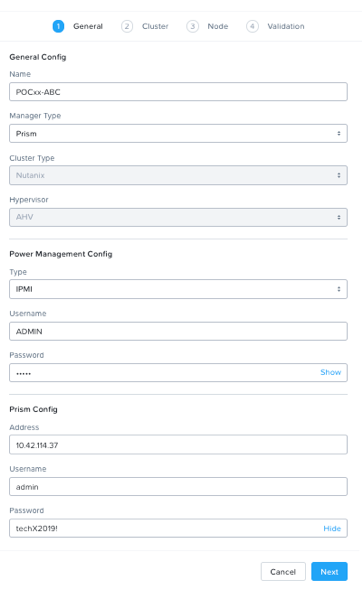 1 General 2 Cluster 3 Node 4 Validation
General Config
Name
POCxx-ABC
Manager Type
Prism
Cluster Type
Nutanix
Hypervisor
AHV
Power Management Config
Type
IPMI
Username
ADMIN
Password
••••• Show
Prism Config
Address
10.42.114.37
Username
admin
Password
techX2019! Hide
Cancel Next